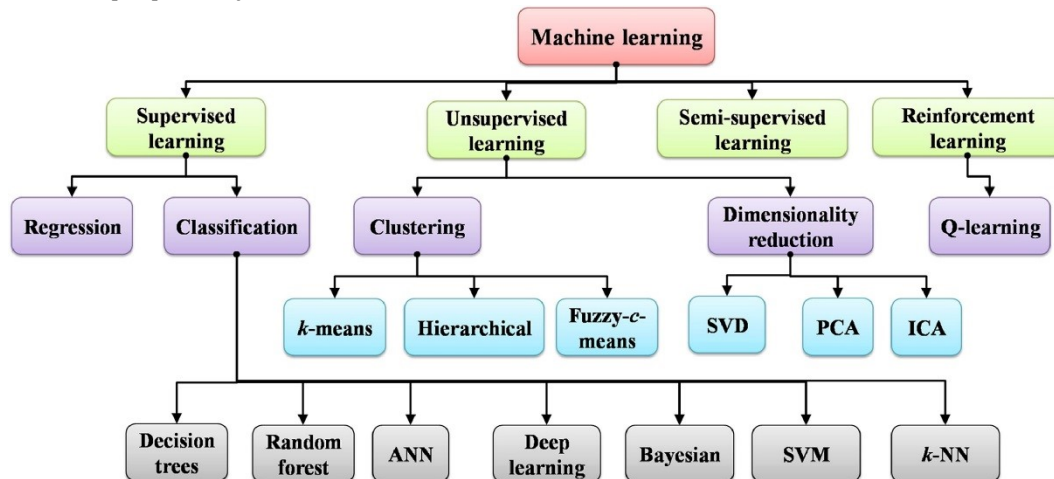 Machine learning
Supervised
learning
Unsupervised
learning
Semi-supervised
learning
Reinforcement
learning
Regression
Classification
Clustering
Dimensionality
reduction
Q-learning
k-means
Hierarchical
Fuzzy-c-
means
SVD
PCA
ICA
Decision
trees
Random
forest
ANN
Deep
learning
Bayesian
SVM
k-NN